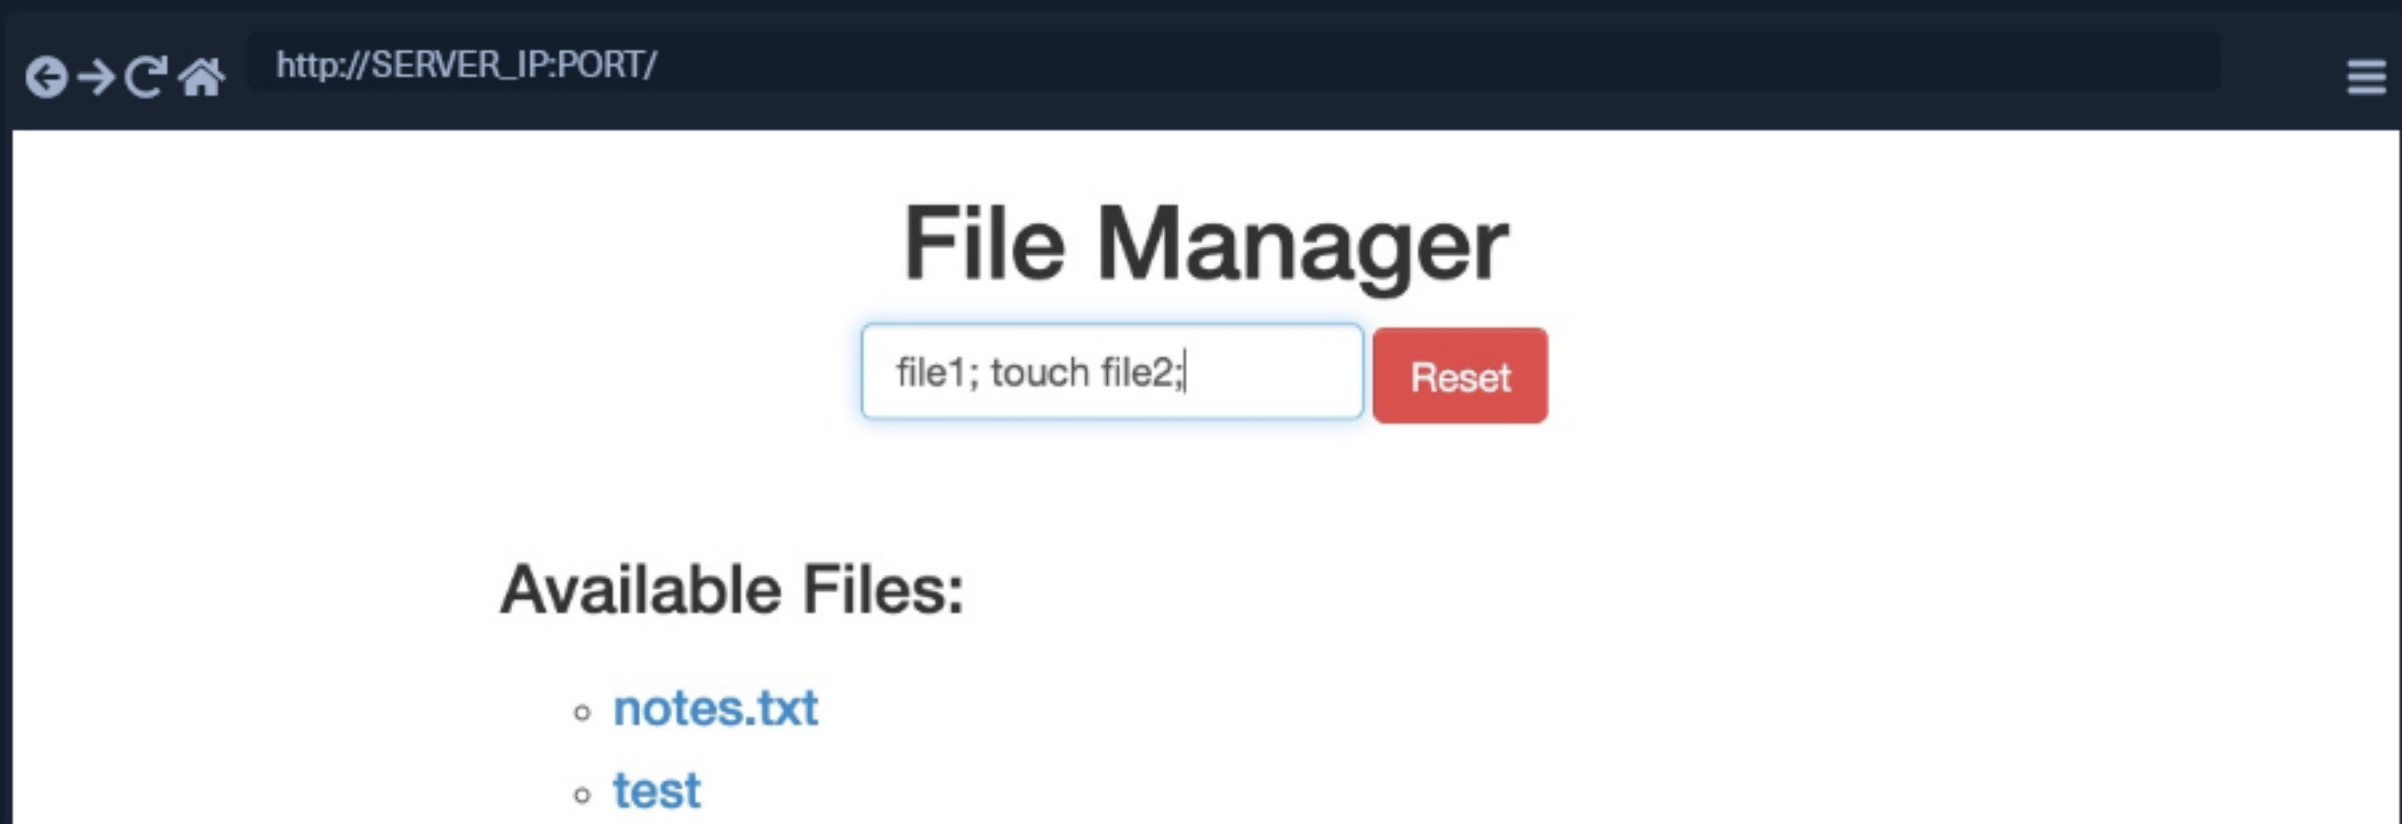 http://SERVER_IP:PORT/
File Manager
file1; touch file2;
Reset
Available Files:
notes.txt
test